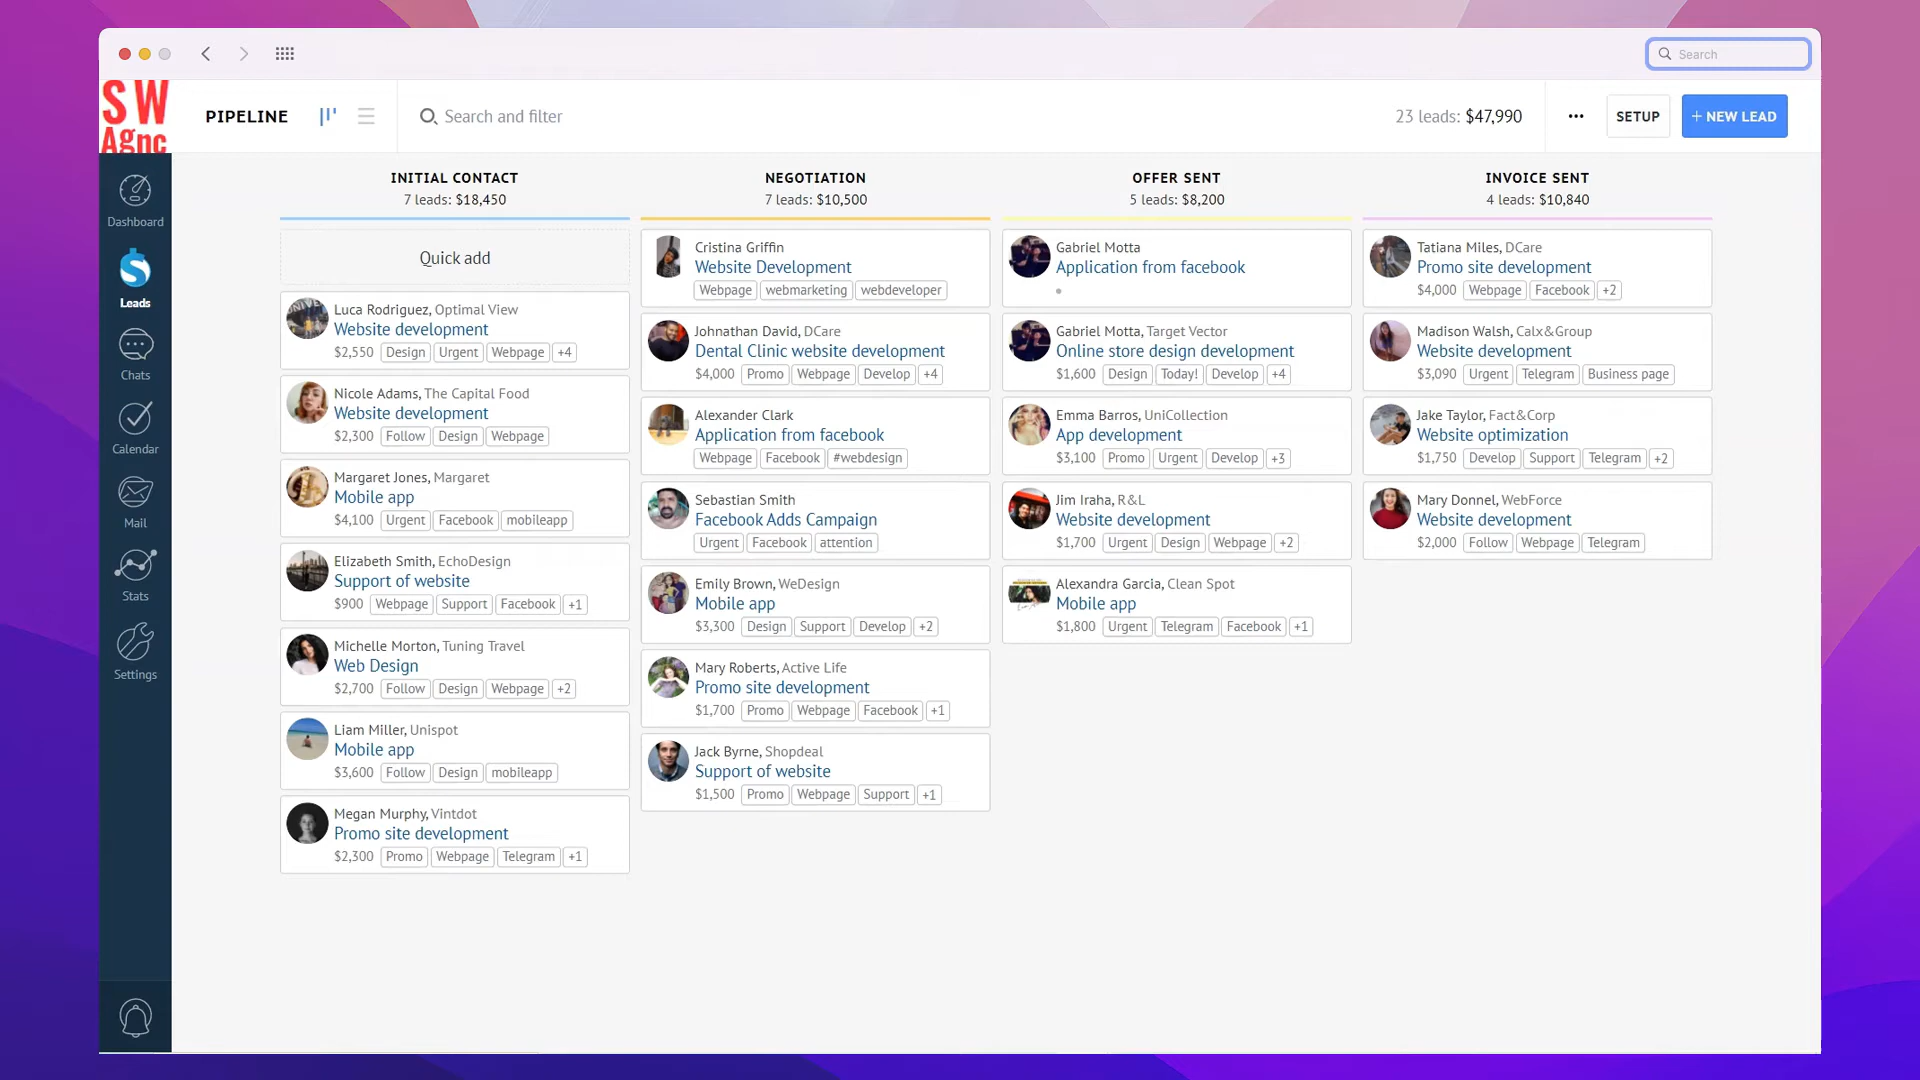 Search
SW
Agnc
PIPELINE
Search and filter
23 leads: $47,990
•••
SETUP
+ NEW LEAD
Dashboard
Leads
Chats
Calendar
Mail
Stats
Settings
INITIAL CONTACT
7 leads: $18,450
Quick add
Luca Rodriguez, Optimal View
Website development
$2,550 Design Urgent Webpage +4
Nicole Adams, The Capital Food
Website development
$2,300 Follow Design Webpage
Margaret Jones, Margaret
Mobile app
$4,100 Urgent Facebook mobileapp
Elizabeth Smith, EchoDesign
Support of website
$900 Webpage Support Facebook +1
Michelle Morton, Tuning Travel
Web Design
$2,700 Follow Design Webpage +2
Liam Miller, Unispot
Mobile app
$3,600 Follow Design mobileapp
Megan Murphy, Vintdot
Promo site development
$2,300 Promo Webpage Telegram +1
NEGOTIATION
7 leads: $10,500
Cristina Griffin
Website Development
Webpage webmarketing webdeveloper
Johnathan David, DCare
Dental Clinic website development
$4,000 Promo Webpage Develop +4
Alexander Clark
Application from facebook
Webpage Facebook #webdesign
Sebastian Smith
Facebook Adds Campaign
Urgent Facebook attention
Emily Brown, WeDesign
Mobile app
$3,300 Design Support Develop +2
Mary Roberts, Active Life
Promo site development
$1,700 Promo Webpage Facebook +1
Jack Byrne, Shopdeal
Support of website
$1,500 Promo Webpage Support +1
OFFER SENT
5 leads: $8,200
Gabriel Motta
Application from facebook
Gabriel Motta, Target Vector
Online store design development
$1,600 Design Today! Develop +4
Emma Barros, UniCollection
App development
$3,100 Promo Urgent Develop +3
Jim Iraha, R&L
Website development
$1,700 Urgent Design Webpage +2
Alexandra Garcia, Clean Spot
Mobile app
$1,800 Urgent Telegram Facebook +1
INVOICE SENT
4 leads: $10,840
Tatiana Miles, DCare
Promo site development
$4,000 Webpage Facebook +2
Madison Walsh, Calx&Group
Website development
$3,090 Urgent Telegram Business page
Jake Taylor, Fact&Corp
Website optimization
$1,750 Develop Support Telegram +2
Mary Donnel, WebForce
Website development
$2,000 Follow Webpage Telegram